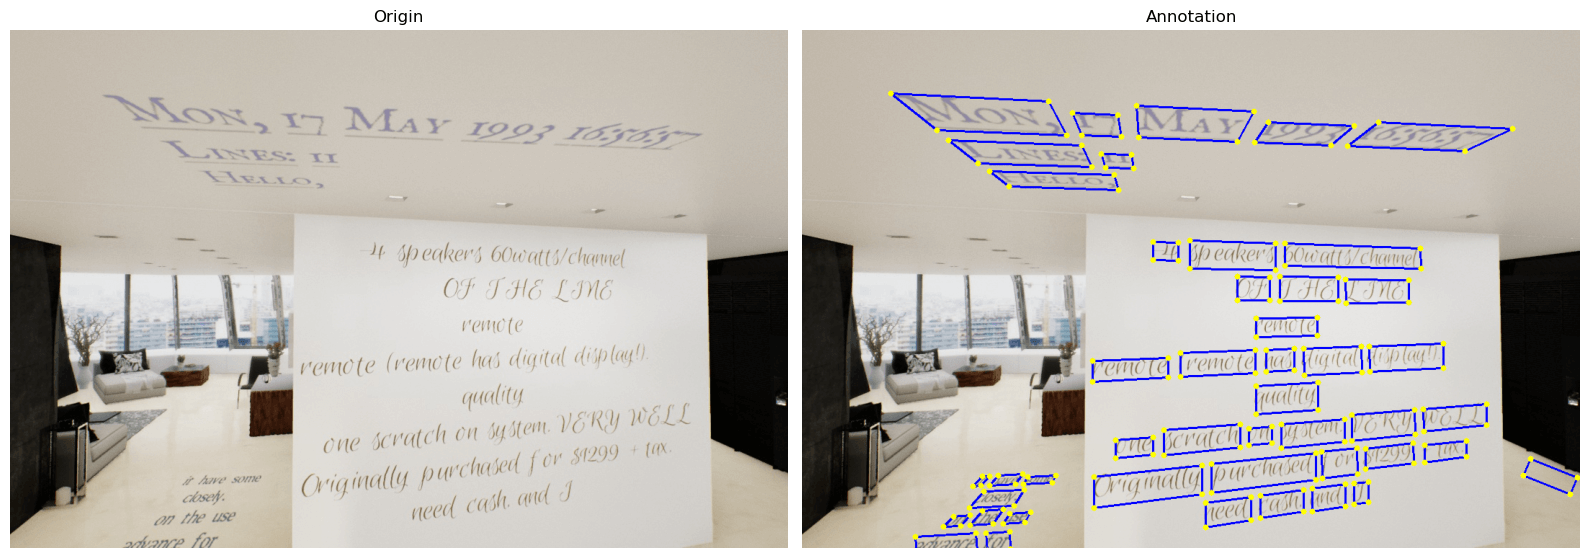 Origin
Mon, 17 May 1993 16:56:57
Lines: 11
Hello,
4 speakers 60watts/channel
OF THE LINE
remote
remote (remote has digital display!).
quality
one scratch on system. VERY WELL
Originally purchased for $1299 + tax.
need cash. and I
it have some
closely.
on the use
advance for
Annotation
Mon, 17 May 1993 16:56:57
Lines: 11
Hello,
4 speakers 60watts/channel
OF THE LINE
remote
remote (remote has digital display!).
quality
one scratch on system. VERY WELL
Originally purchased for $1299 + tax.
need cash. and I
it have some
closely.
on the use
advance for